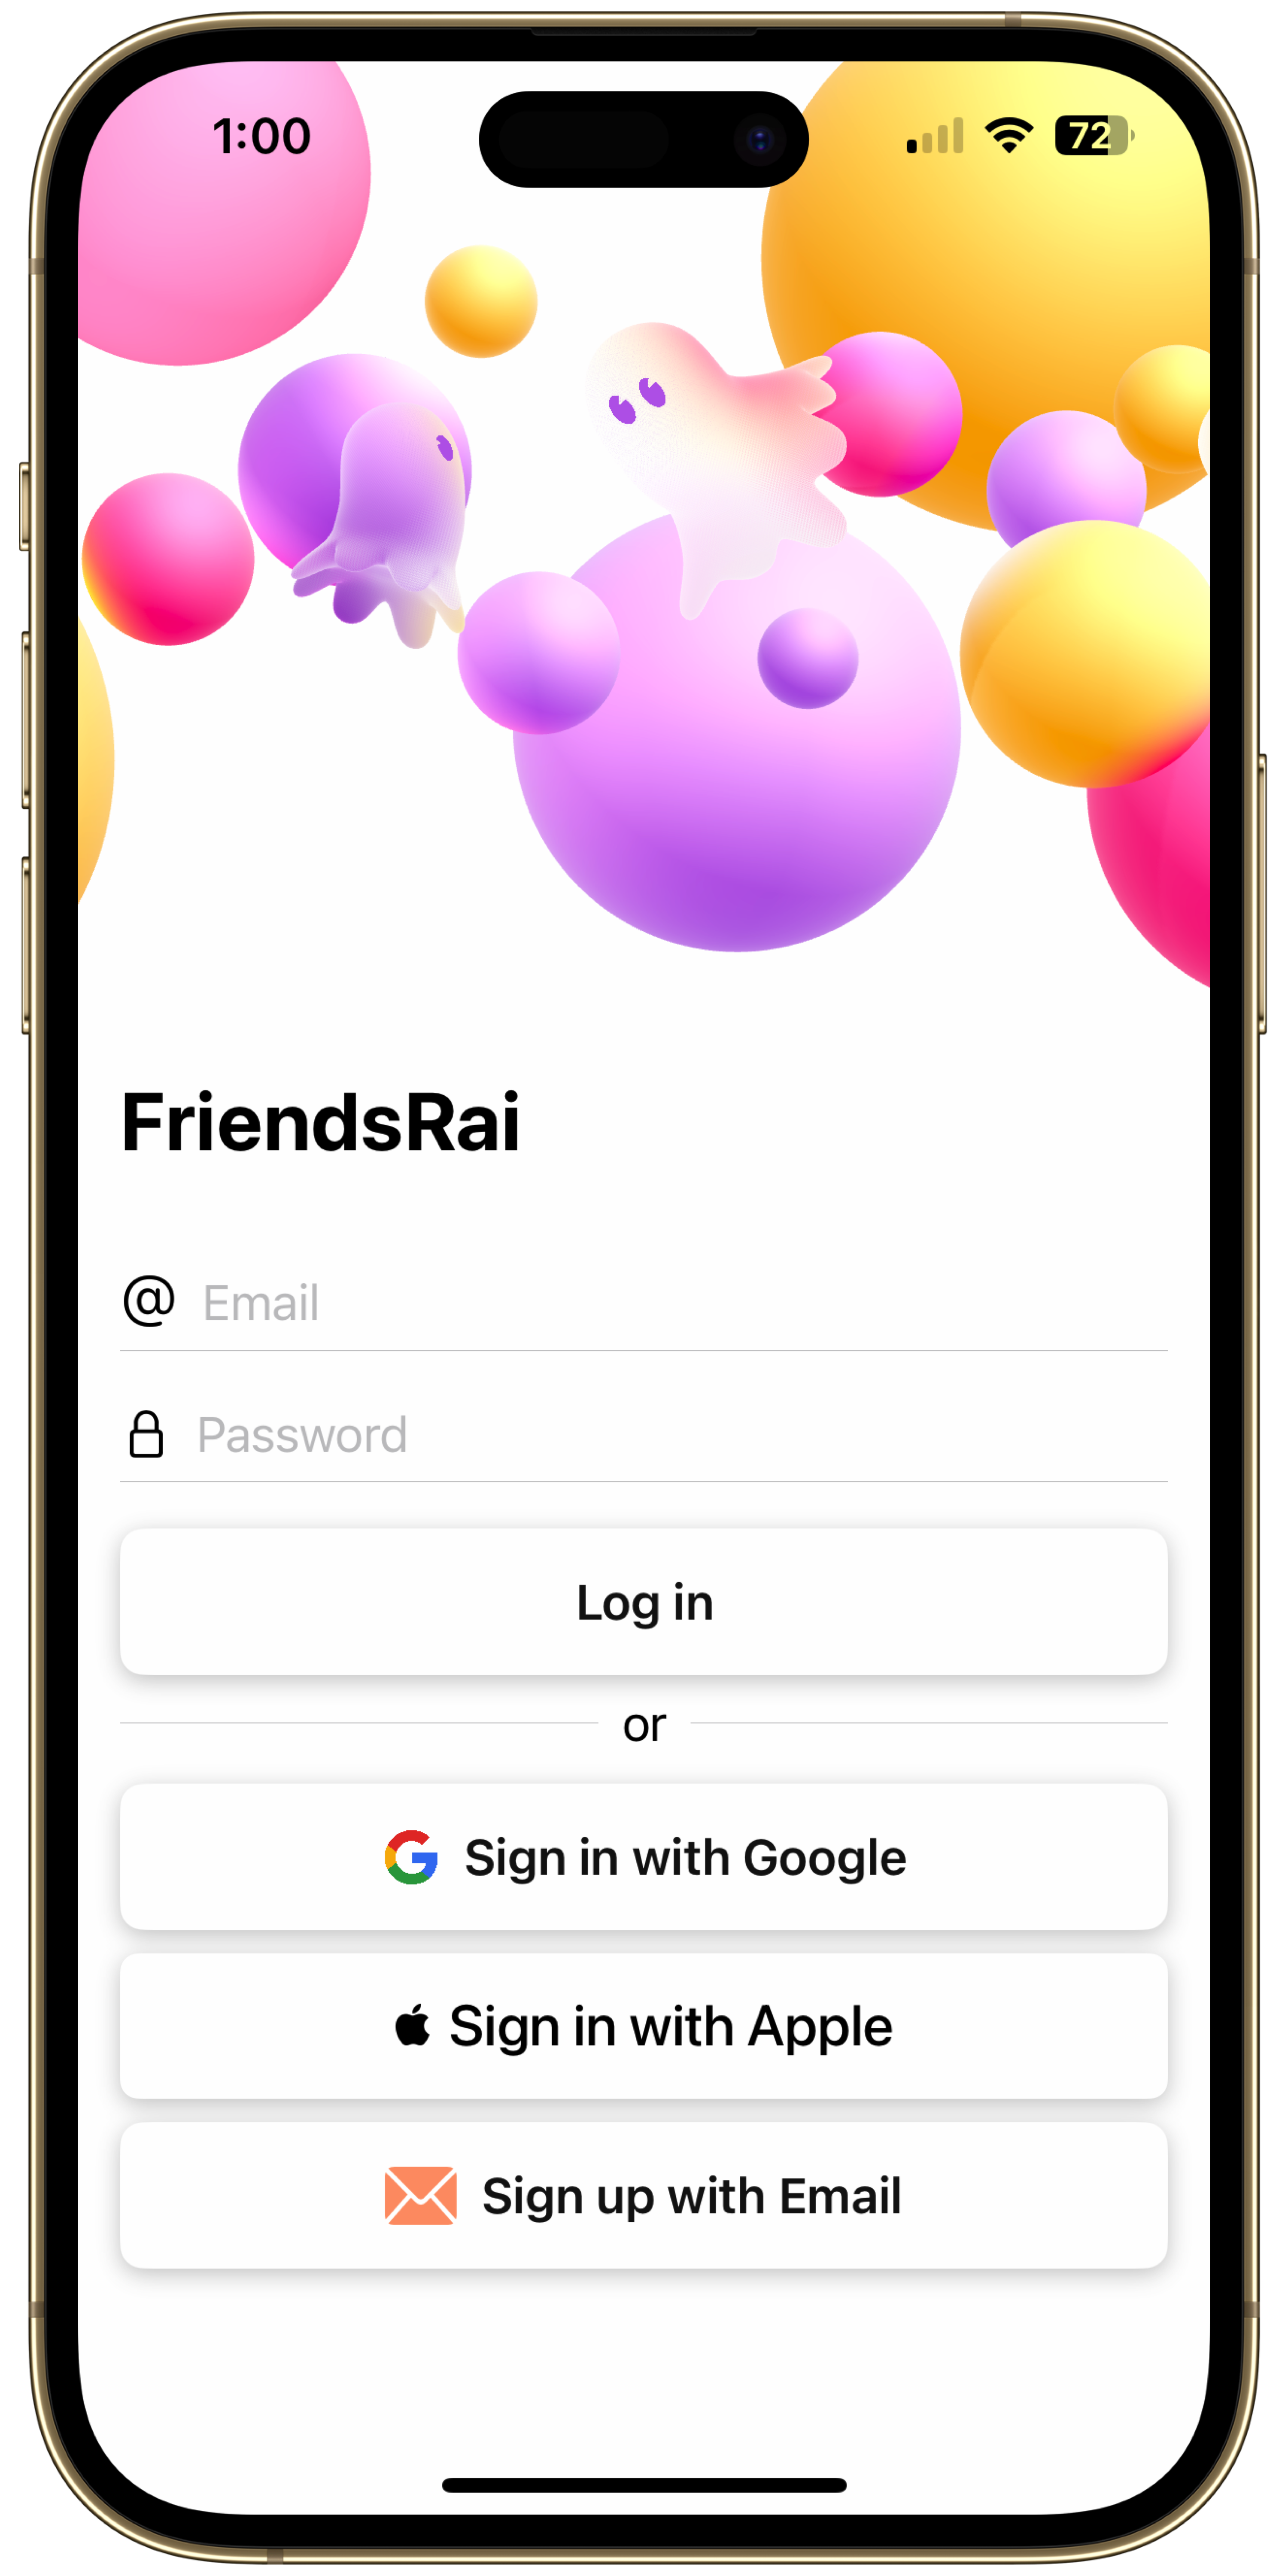 1:00
72
FriendsRai
@ Email
Password
Log in
or
Sign in with Google
Sign in with Apple
Sign up with Email